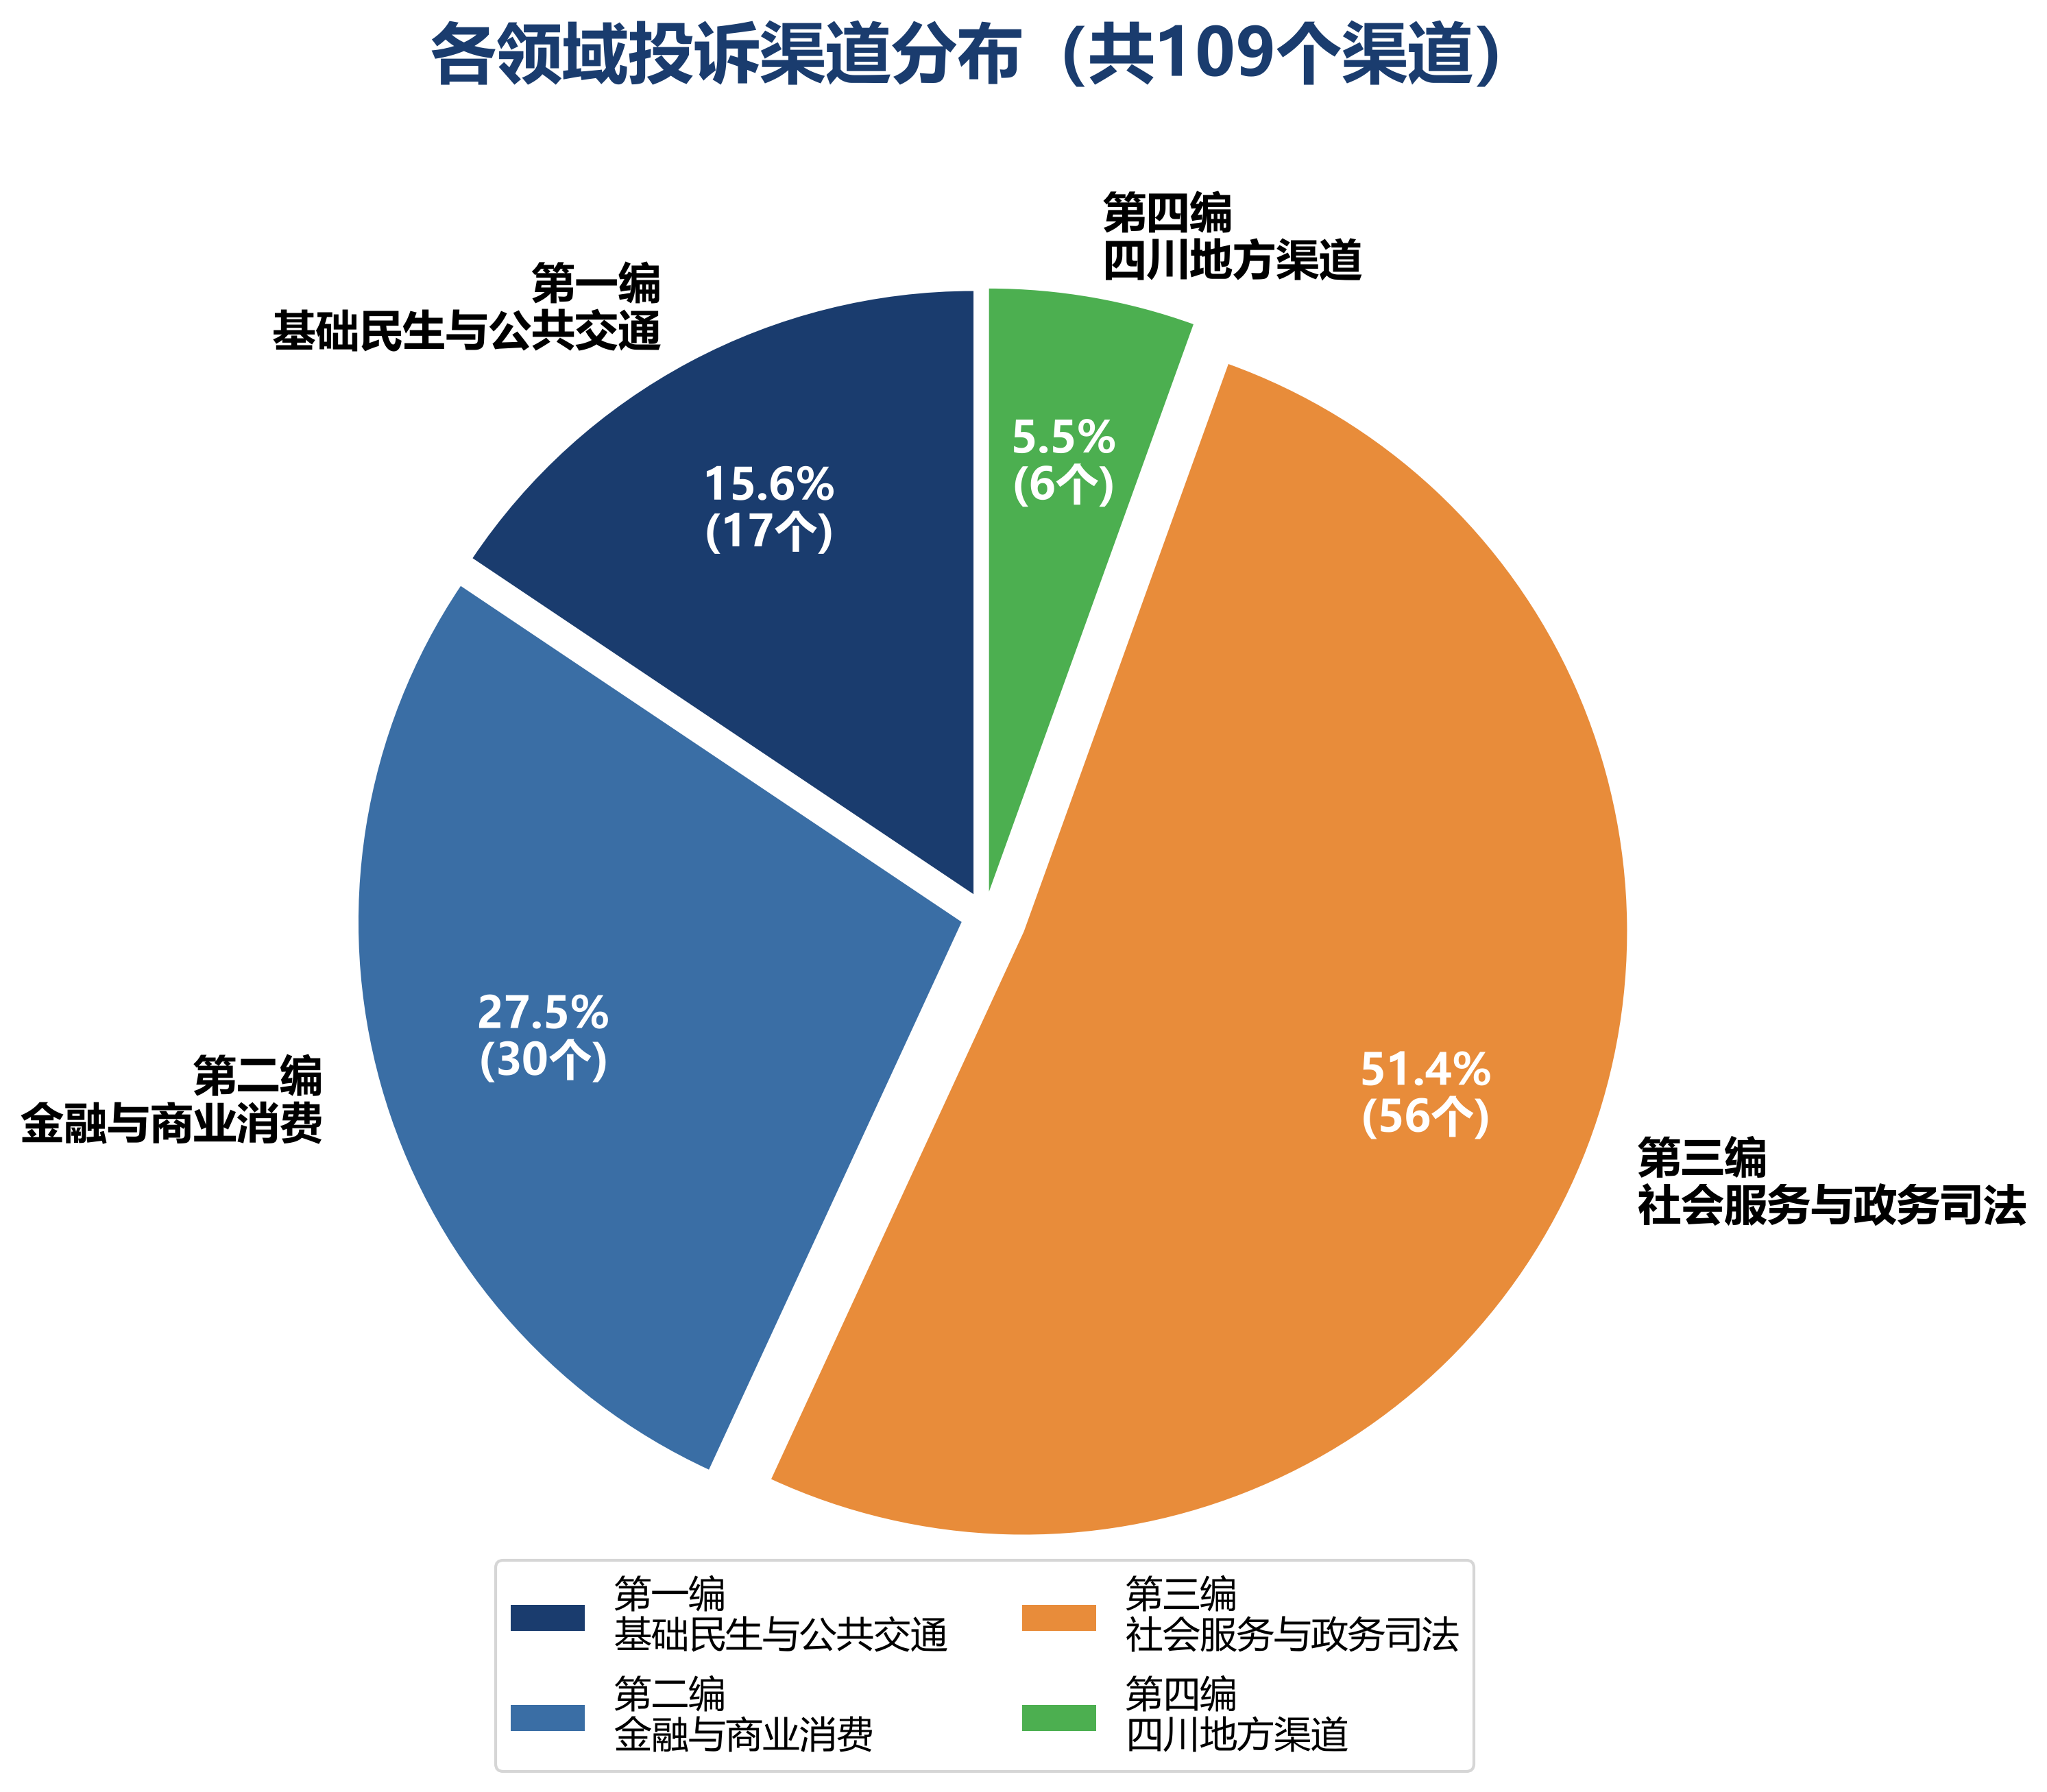 各领域投诉渠道分布 (共109个渠道)
第四编
四川地方渠道
第一编
基础民生与公共交通
5.5%
(6个)
15.6%
(17个)
27.5%
(30个)
第二编
金融与商业消费
51.4%
(56个)
第三编
社会服务与政务司法
第一编
基础民生与公共交通
第二编
金融与商业消费
第三编
社会服务与政务司法
第四编
四川地方渠道